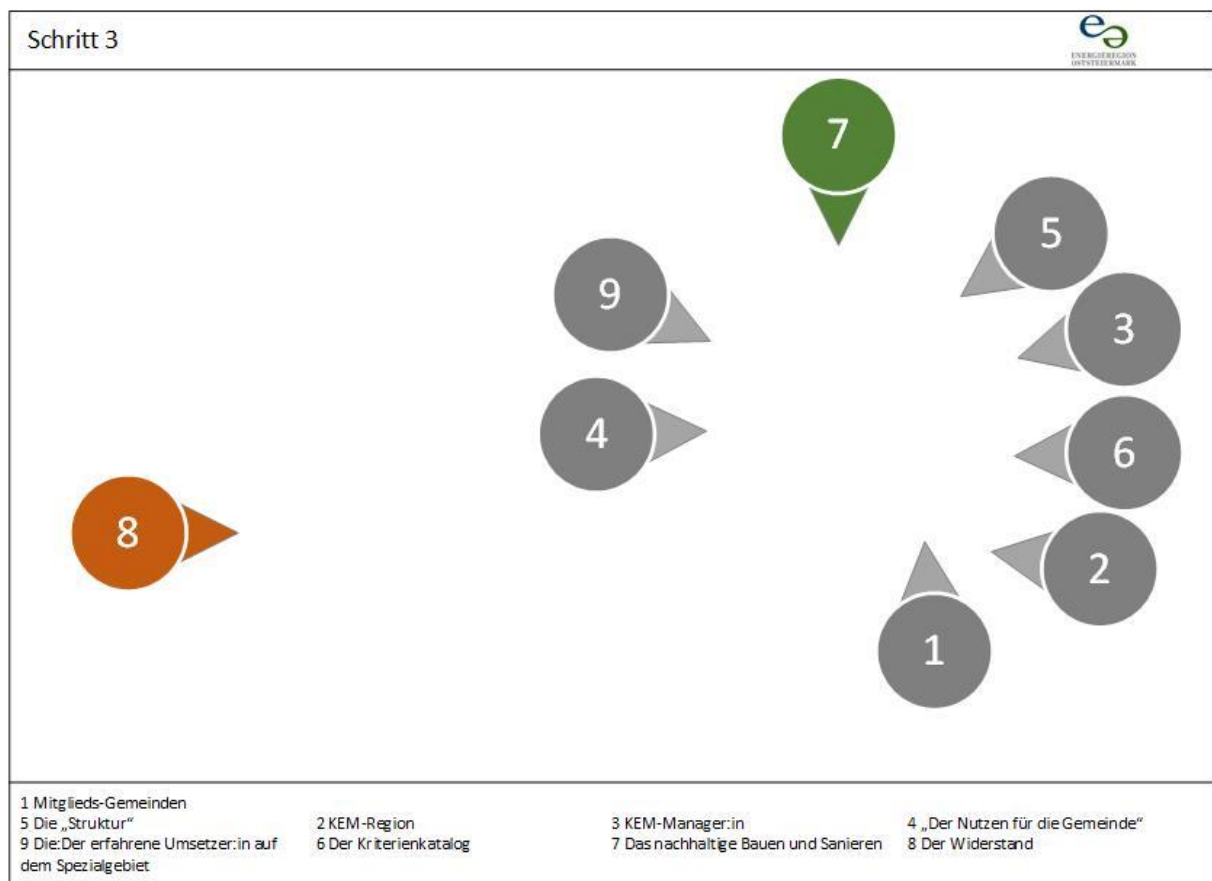 Schritt 3
ENERGIEREGION
OSTSTEIERMARK
7
5
9
3
4
6
8
2
1
1 Mitglieds-Gemeinden
5 Die „Struktur“ 2 KEM-Region 3 KEM-Manager:in 4 „Der Nutzen für die Gemeinde“
9 Die:Der erfahrene Umsetzer:in auf 6 Der Kriterienkatalog 7 Das nachhaltige Bauen und Sanieren 8 Der Widerstand
dem Spezialgebiet